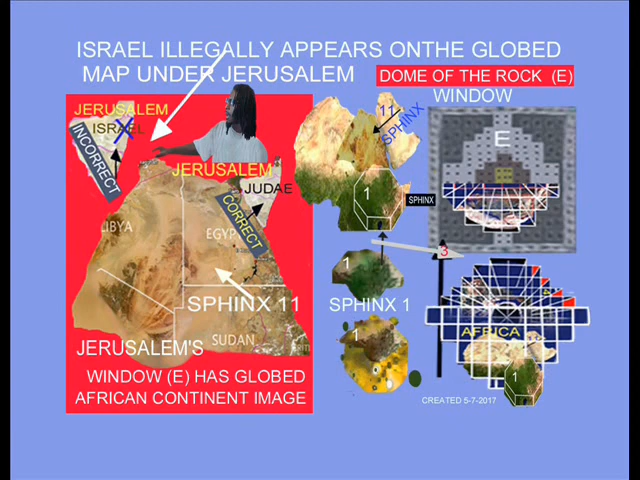 ISRAEL ILLEGALLY APPEARS ONTHE GLOBED
MAP UNDER JERUSALEM
DOME OF THE ROCK (E)
WINDOW
JERUSALEM
ISRAEL
X
INCORRECT
JERUSALEM
JUDAE
CORRECT
LIBYA
EGYP
SPHINX 11
SUDAN
JERUSALEM'S
WINDOW (E) HAS GLOBED
AFRICAN CONTINENT IMAGE
11
SPHINX
1
SPHINX
1
SPHINX 1
1
E
3
AFRICA
1
1
CREATED 5-7-2017